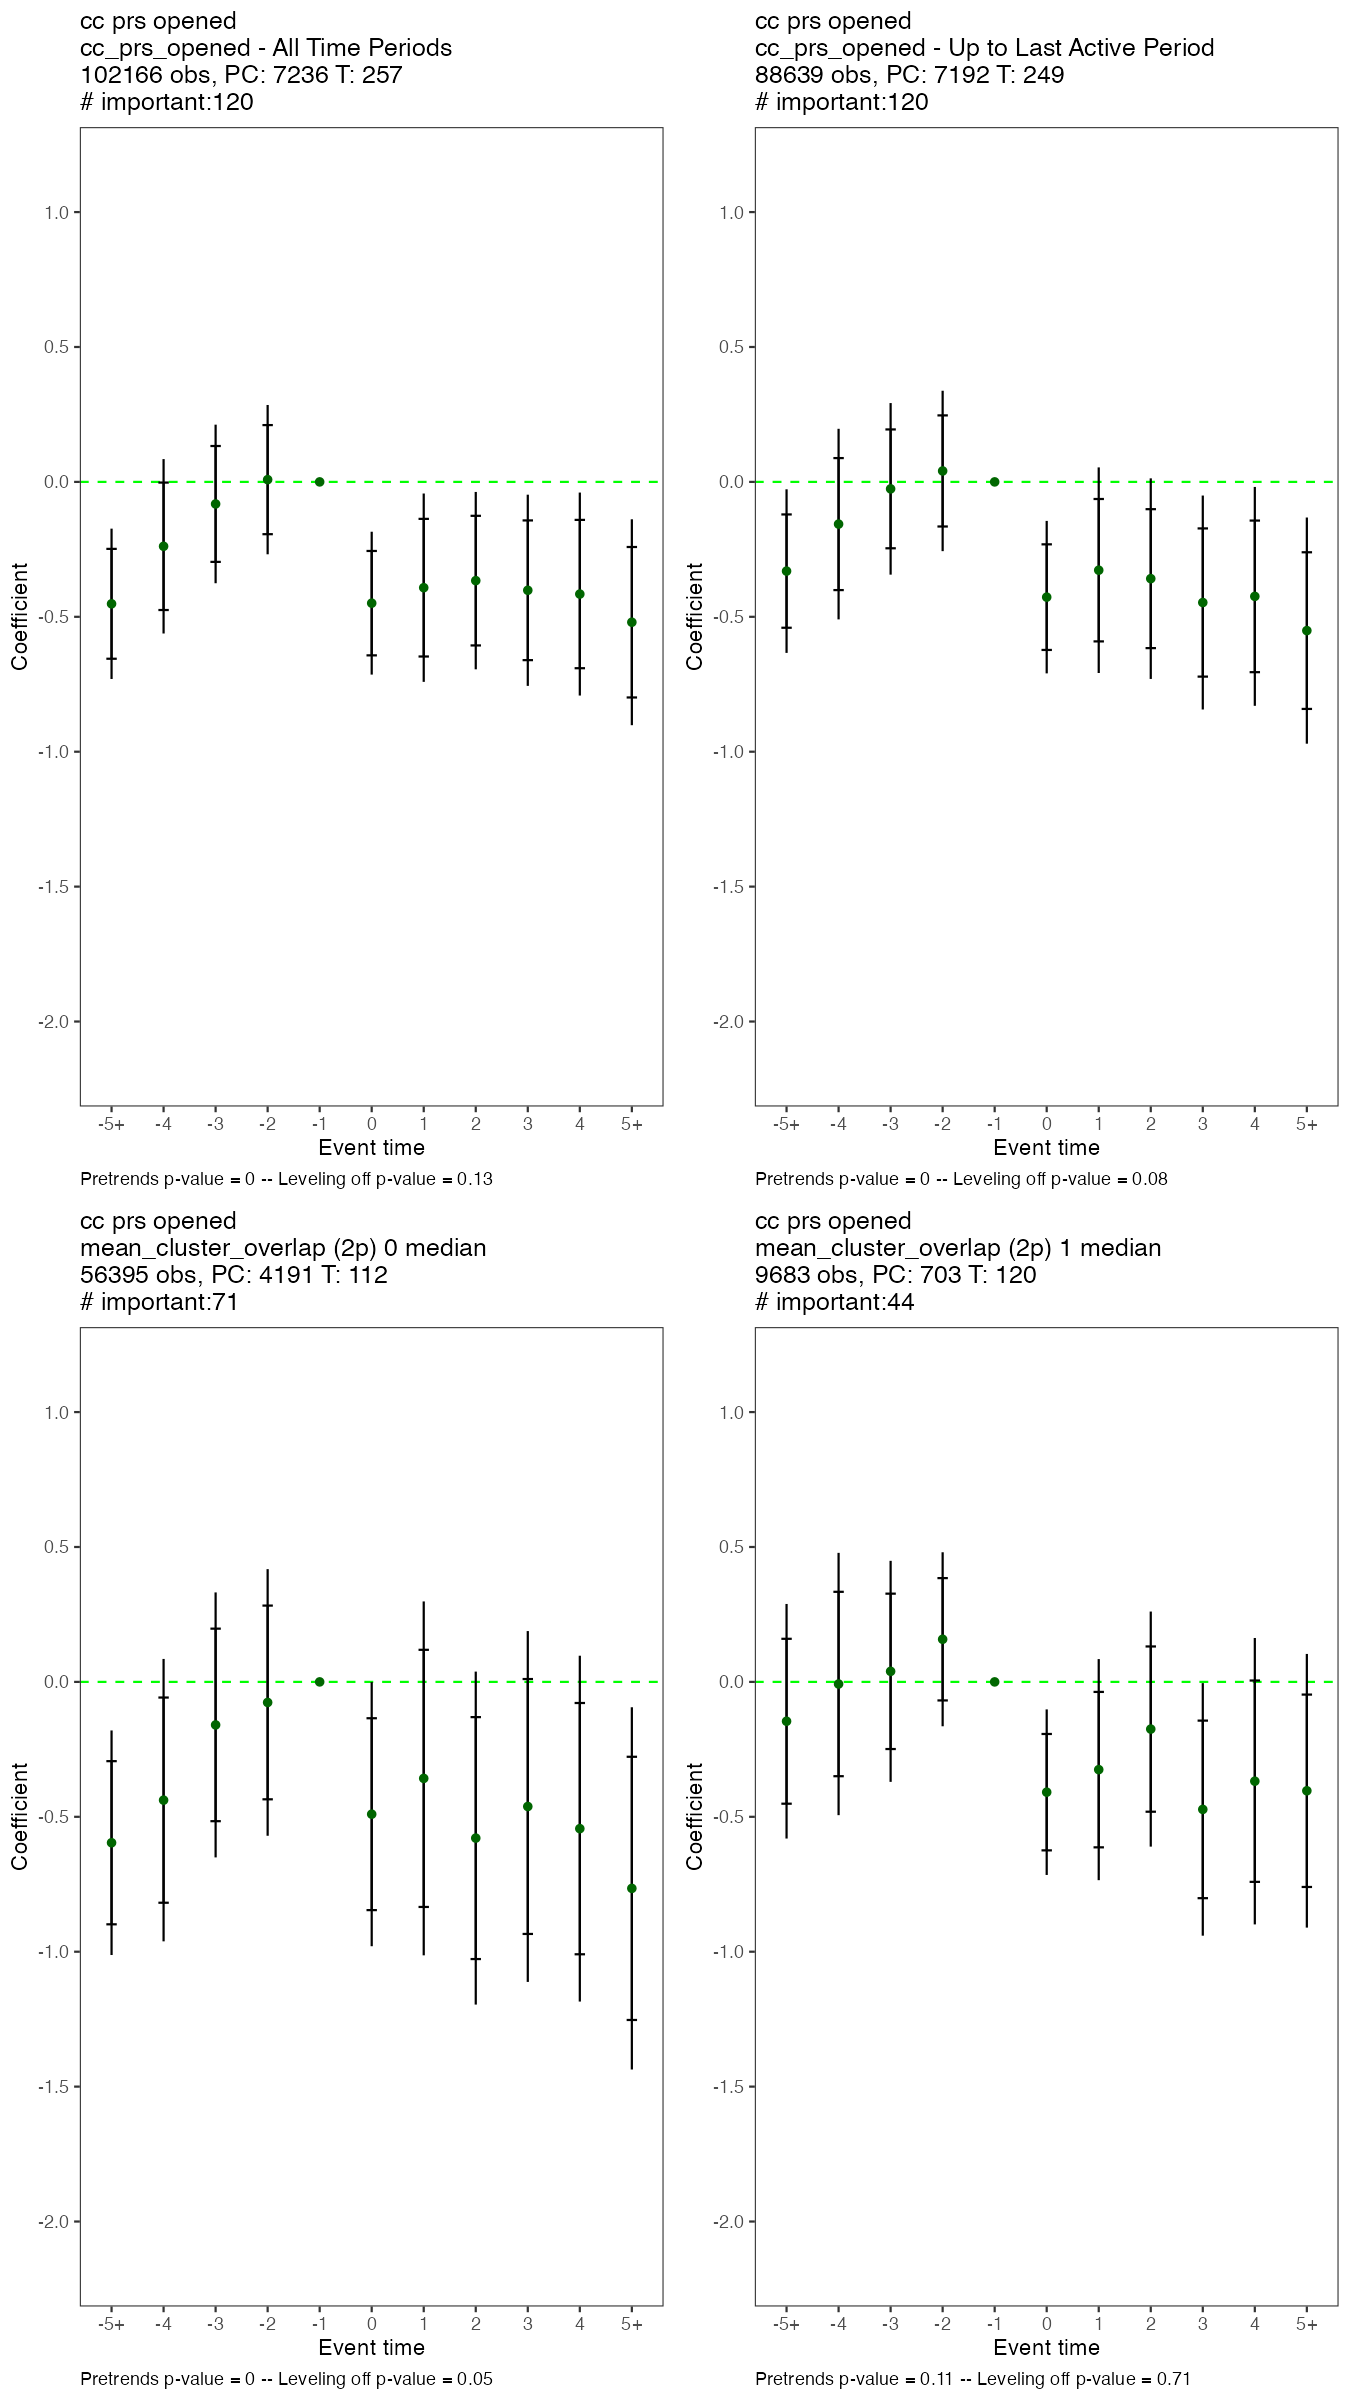 cc prs opened
cc_prs_opened - All Time Periods
102166 obs, PC: 7236 T: 257
# important:120
1.0
0.5
0.0
-0.5
-1.0
-1.5
-2.0
Coefficient
-5+ -4 -3 -2 -1 0 1 2 3 4 5+
Event time
Pretrends p-value = 0 -- Leveling off p-value = 0.13
cc prs opened
cc_prs_opened - Up to Last Active Period
88639 obs, PC: 7192 T: 249
# important:120
1.0
0.5
0.0
-0.5
-1.0
-1.5
-2.0
Coefficient
-5+ -4 -3 -2 -1 0 1 2 3 4 5+
Event time
Pretrends p-value = 0 -- Leveling off p-value = 0.08
cc prs opened
mean_cluster_overlap (2p) 0 median
56395 obs, PC: 4191 T: 112
# important:71
1.0
0.5
0.0
-0.5
-1.0
-1.5
-2.0
Coefficient
-5+ -4 -3 -2 -1 0 1 2 3 4 5+
Event time
Pretrends p-value = 0 -- Leveling off p-value = 0.05
cc prs opened
mean_cluster_overlap (2p) 1 median
9683 obs, PC: 703 T: 120
# important:44
1.0
0.5
0.0
-0.5
-1.0
-1.5
-2.0
Coefficient
-5+ -4 -3 -2 -1 0 1 2 3 4 5+
Event time
Pretrends p-value = 0.11 -- Leveling off p-value = 0.71